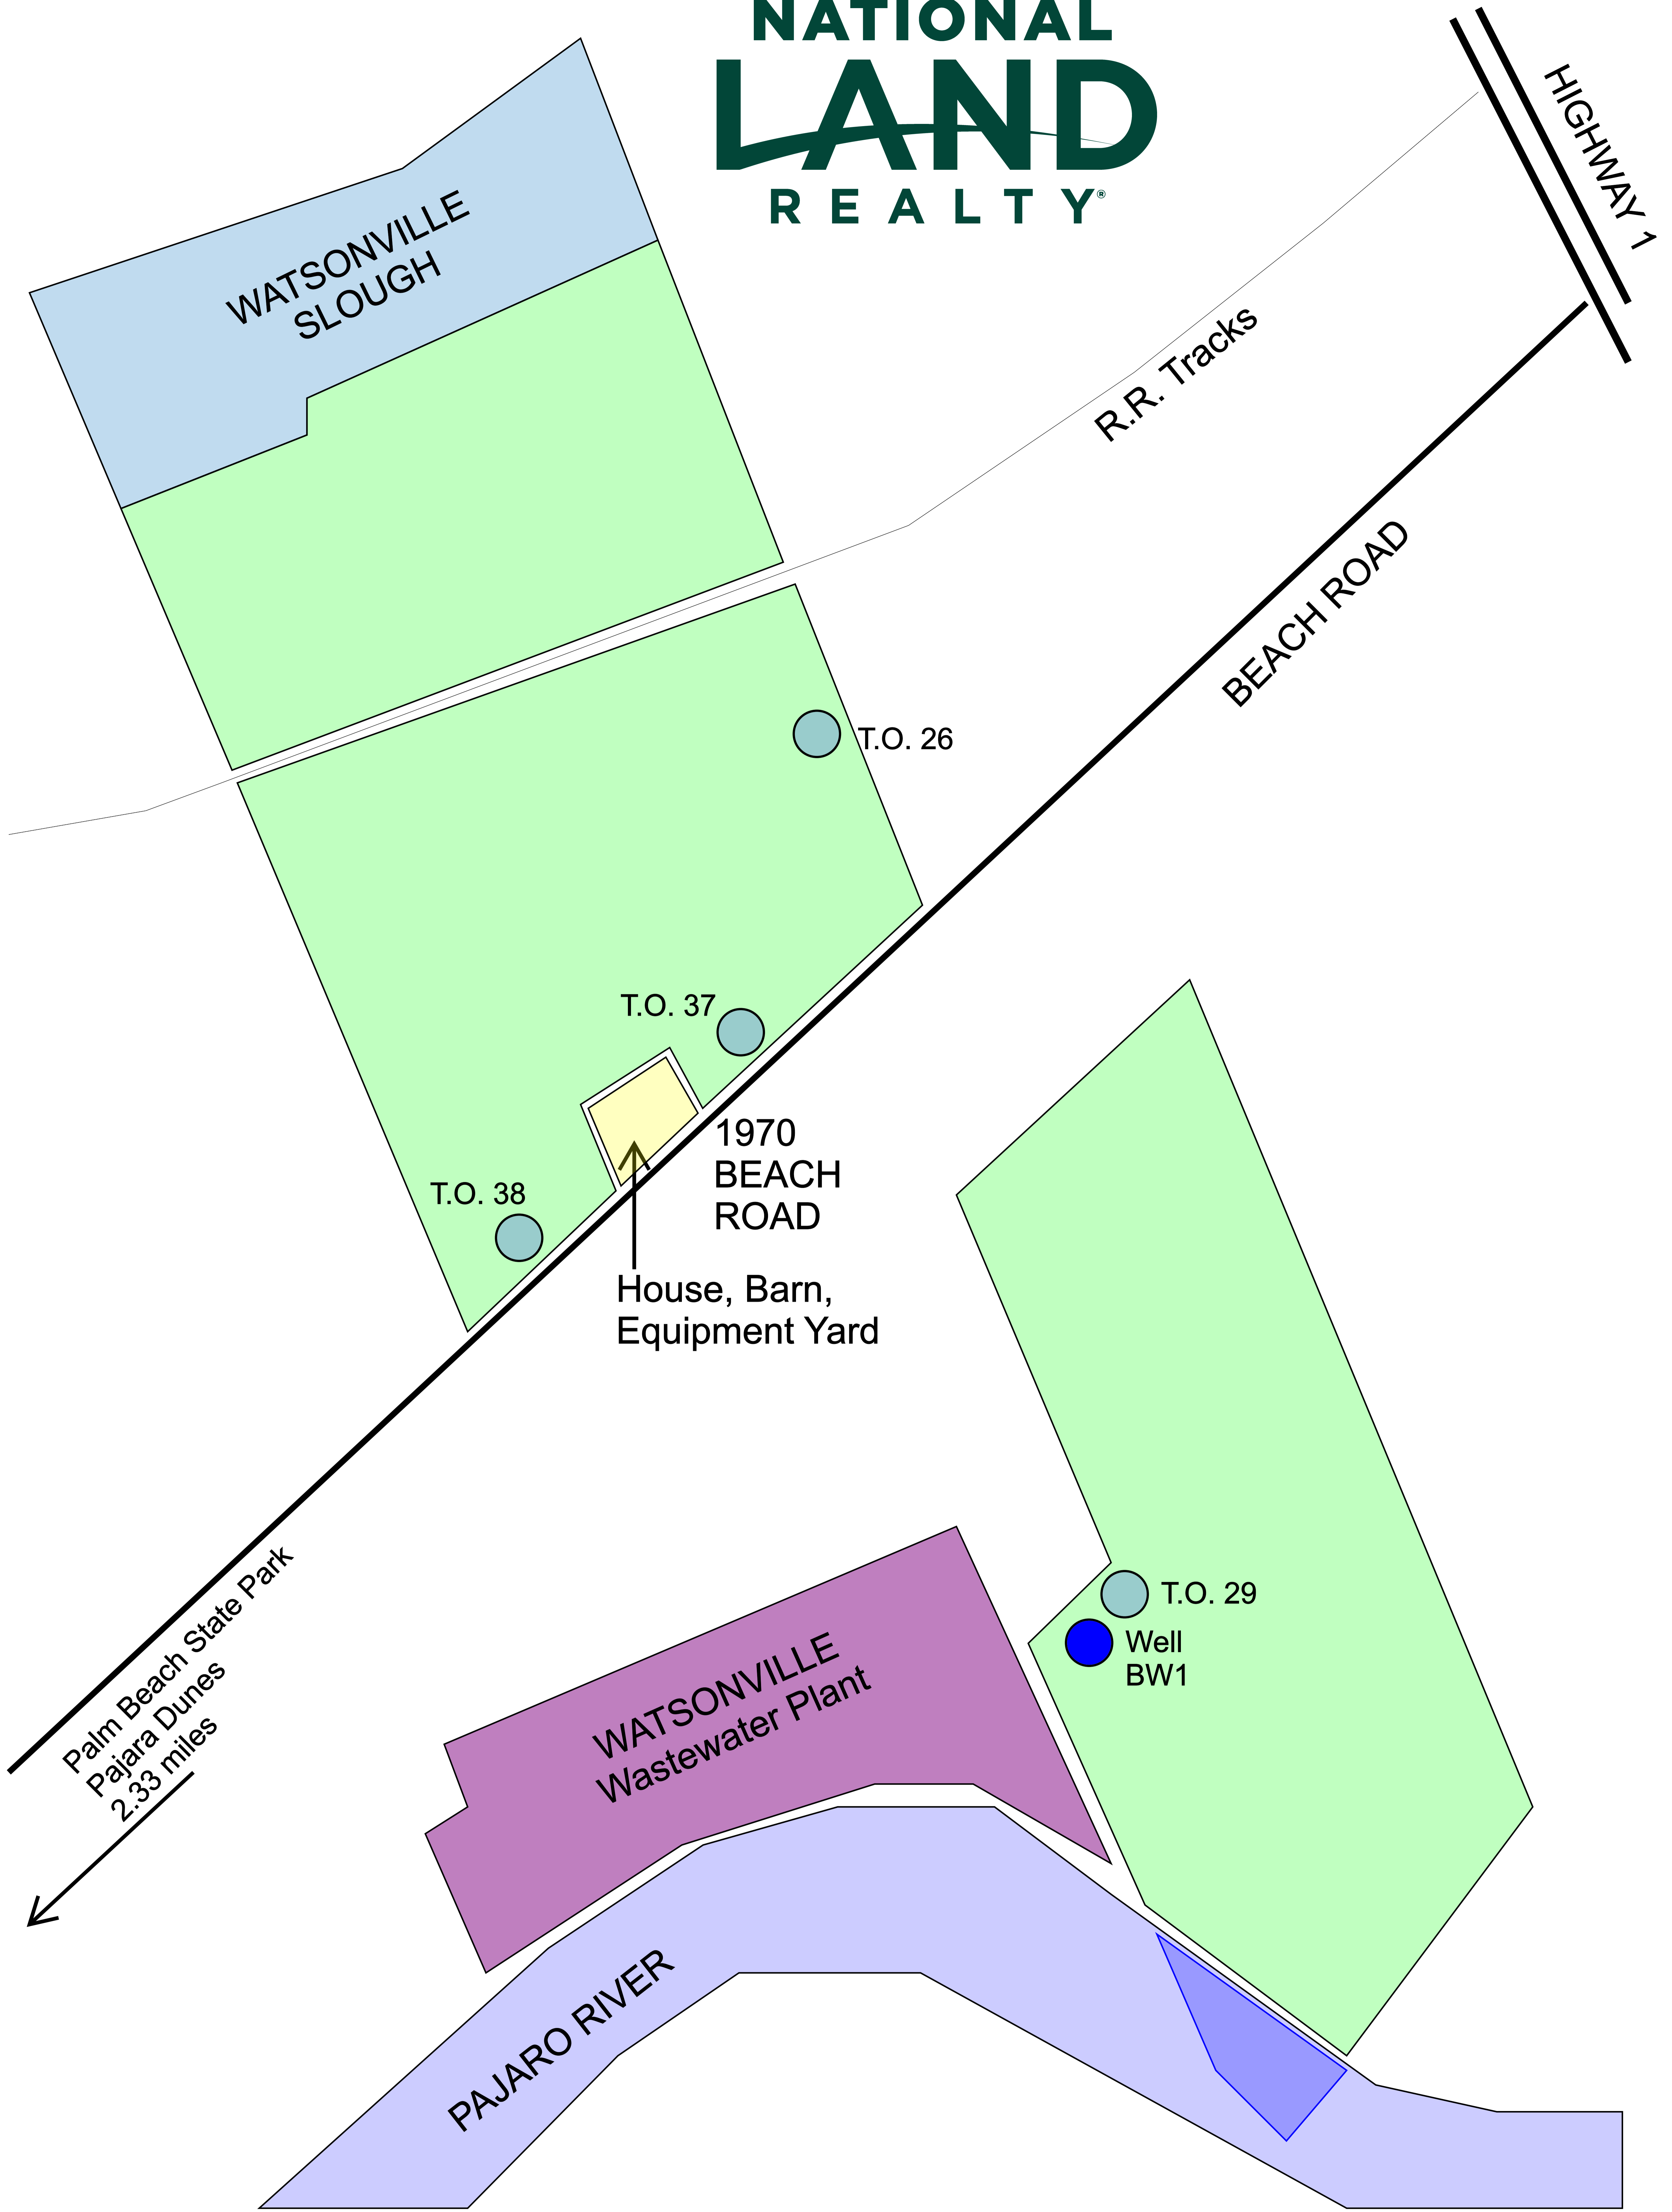 NATIONAL
LAND
REALTY®
HIGHWAY 1
WATSONVILLE
SLOUGH
R.R. Tracks
BEACH ROAD
T.O. 26
T.O. 37
1970
BEACH
ROAD
T.O. 38
House, Barn,
Equipment Yard
T.O. 29
Well
BW1
WATSONVILLE
Wastewater Plant
Palm Beach State Park
Pajara Dunes
2.33 miles
PAJARO RIVER